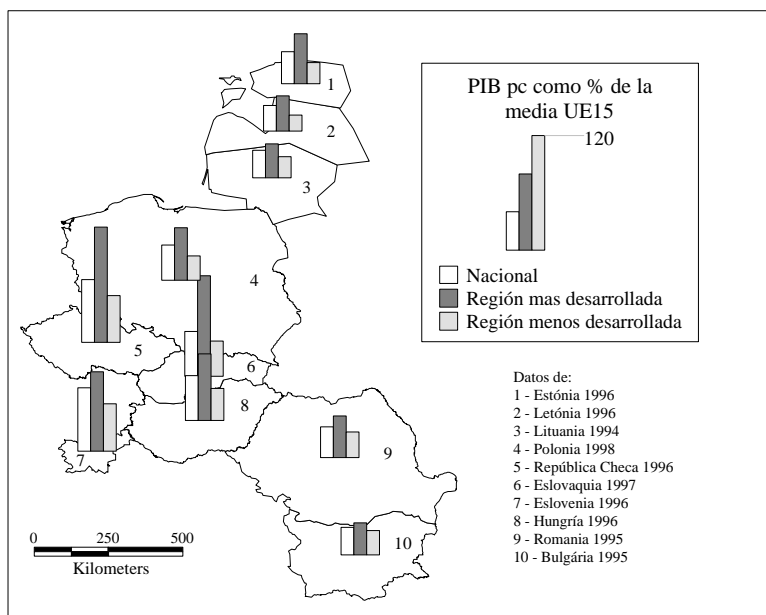 PIB pc como % de la
media UE15
120
Nacional
Región mas desarrollada
Región menos desarrollada
1
2
3
4
5
6
8
7
9
10
Datos de:
1 - Estónia 1996
2 - Letónia 1996
3 - Lituania 1994
4 - Polonia 1998
5 - República Checa 1996
6 - Eslovaquia 1997
7 - Eslovenia 1996
8 - Hungría 1996
9 - Romania 1995
10 - Bulgária 1995
0 250 500
Kilometers